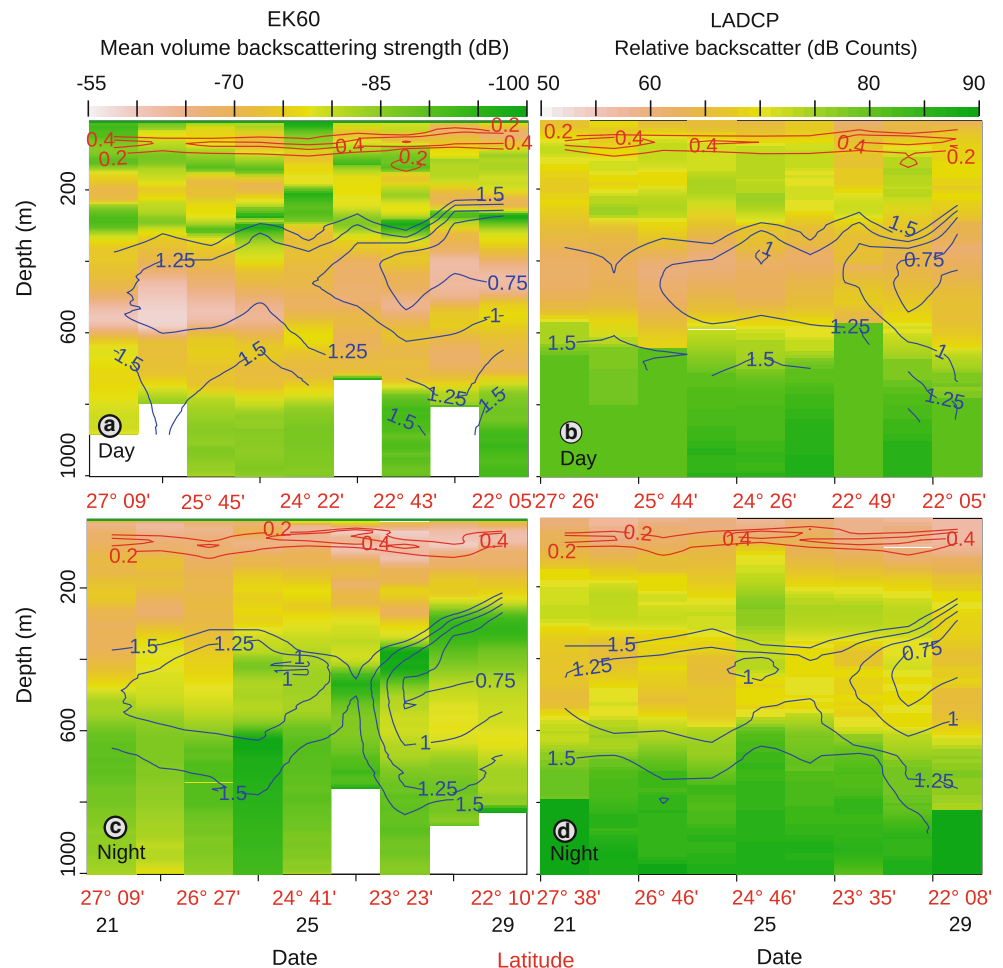 EK60
LADCP
Mean volume backscattering strength (dB)
Relative backscatter (dB Counts)
-55 -70 -85 -100
50 60 80 90
0.4 0.2 0.4 0.2 0.2 0.4
1.5
1.25
0.75
1
1.25
1.5 1.5 1.25 1.5 1.5
a
Day
0.2 0.4 0.4 0.4 0.2
1.5
1
0.75
1.25
1.5 1.5 1
1.25
b
Day
Depth (m)
200
600
1000
27° 09' 25° 45' 24° 22' 22° 43' 22° 05'
27° 26' 25° 44' 24° 26' 22° 49' 22° 05'
0.2 0.2 0.4 0.4
1.5 1.25 1
1
0.75
1
1.25
1.5 1.5
c
Night
0.2 0.2 0.4 0.4
1.5
1.25
1
0.75
1
1.5 1.25
d
Night
Depth (m)
200
600
1000
27° 09' 26° 27' 24° 41' 23° 23' 22° 10'
27° 38' 26° 46' 24° 46' 23° 35' 22° 08'
21 25 29
21 25 29
Date
Latitude
Date